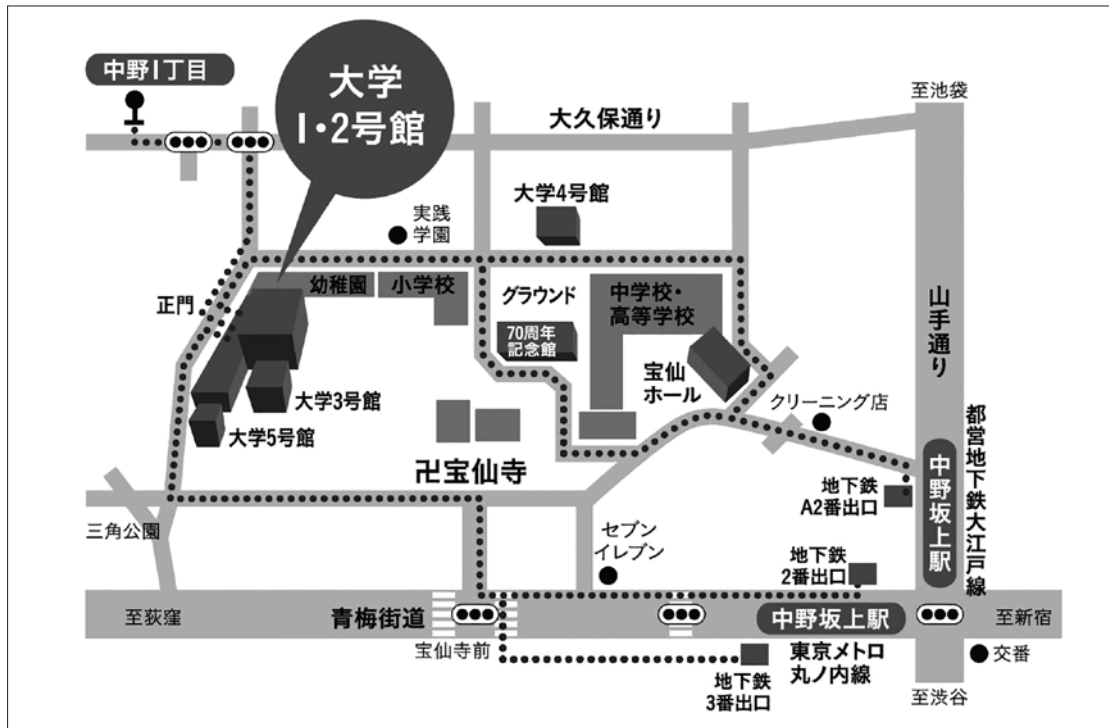 中野1丁目
大学
1・2号館
至池袋
大久保通り
大学4号館
実践
学園
正門
幼稚園
小学校
グラウンド
中学校・
高等学校
70周年
記念館
山手通り
宝仙
ホール
クリーニング店
大学3号館
大学5号館
卍宝仙寺
都営地下鉄大江戸線
中野坂上駅
地下鉄
A2番出口
三角公園
セブン
イレブン
地下鉄
2番出口
至荻窪
青梅街道
中野坂上駅
至新宿
宝仙寺前
東京メトロ
丸ノ内線
交番
地下鉄
3番出口
至渋谷